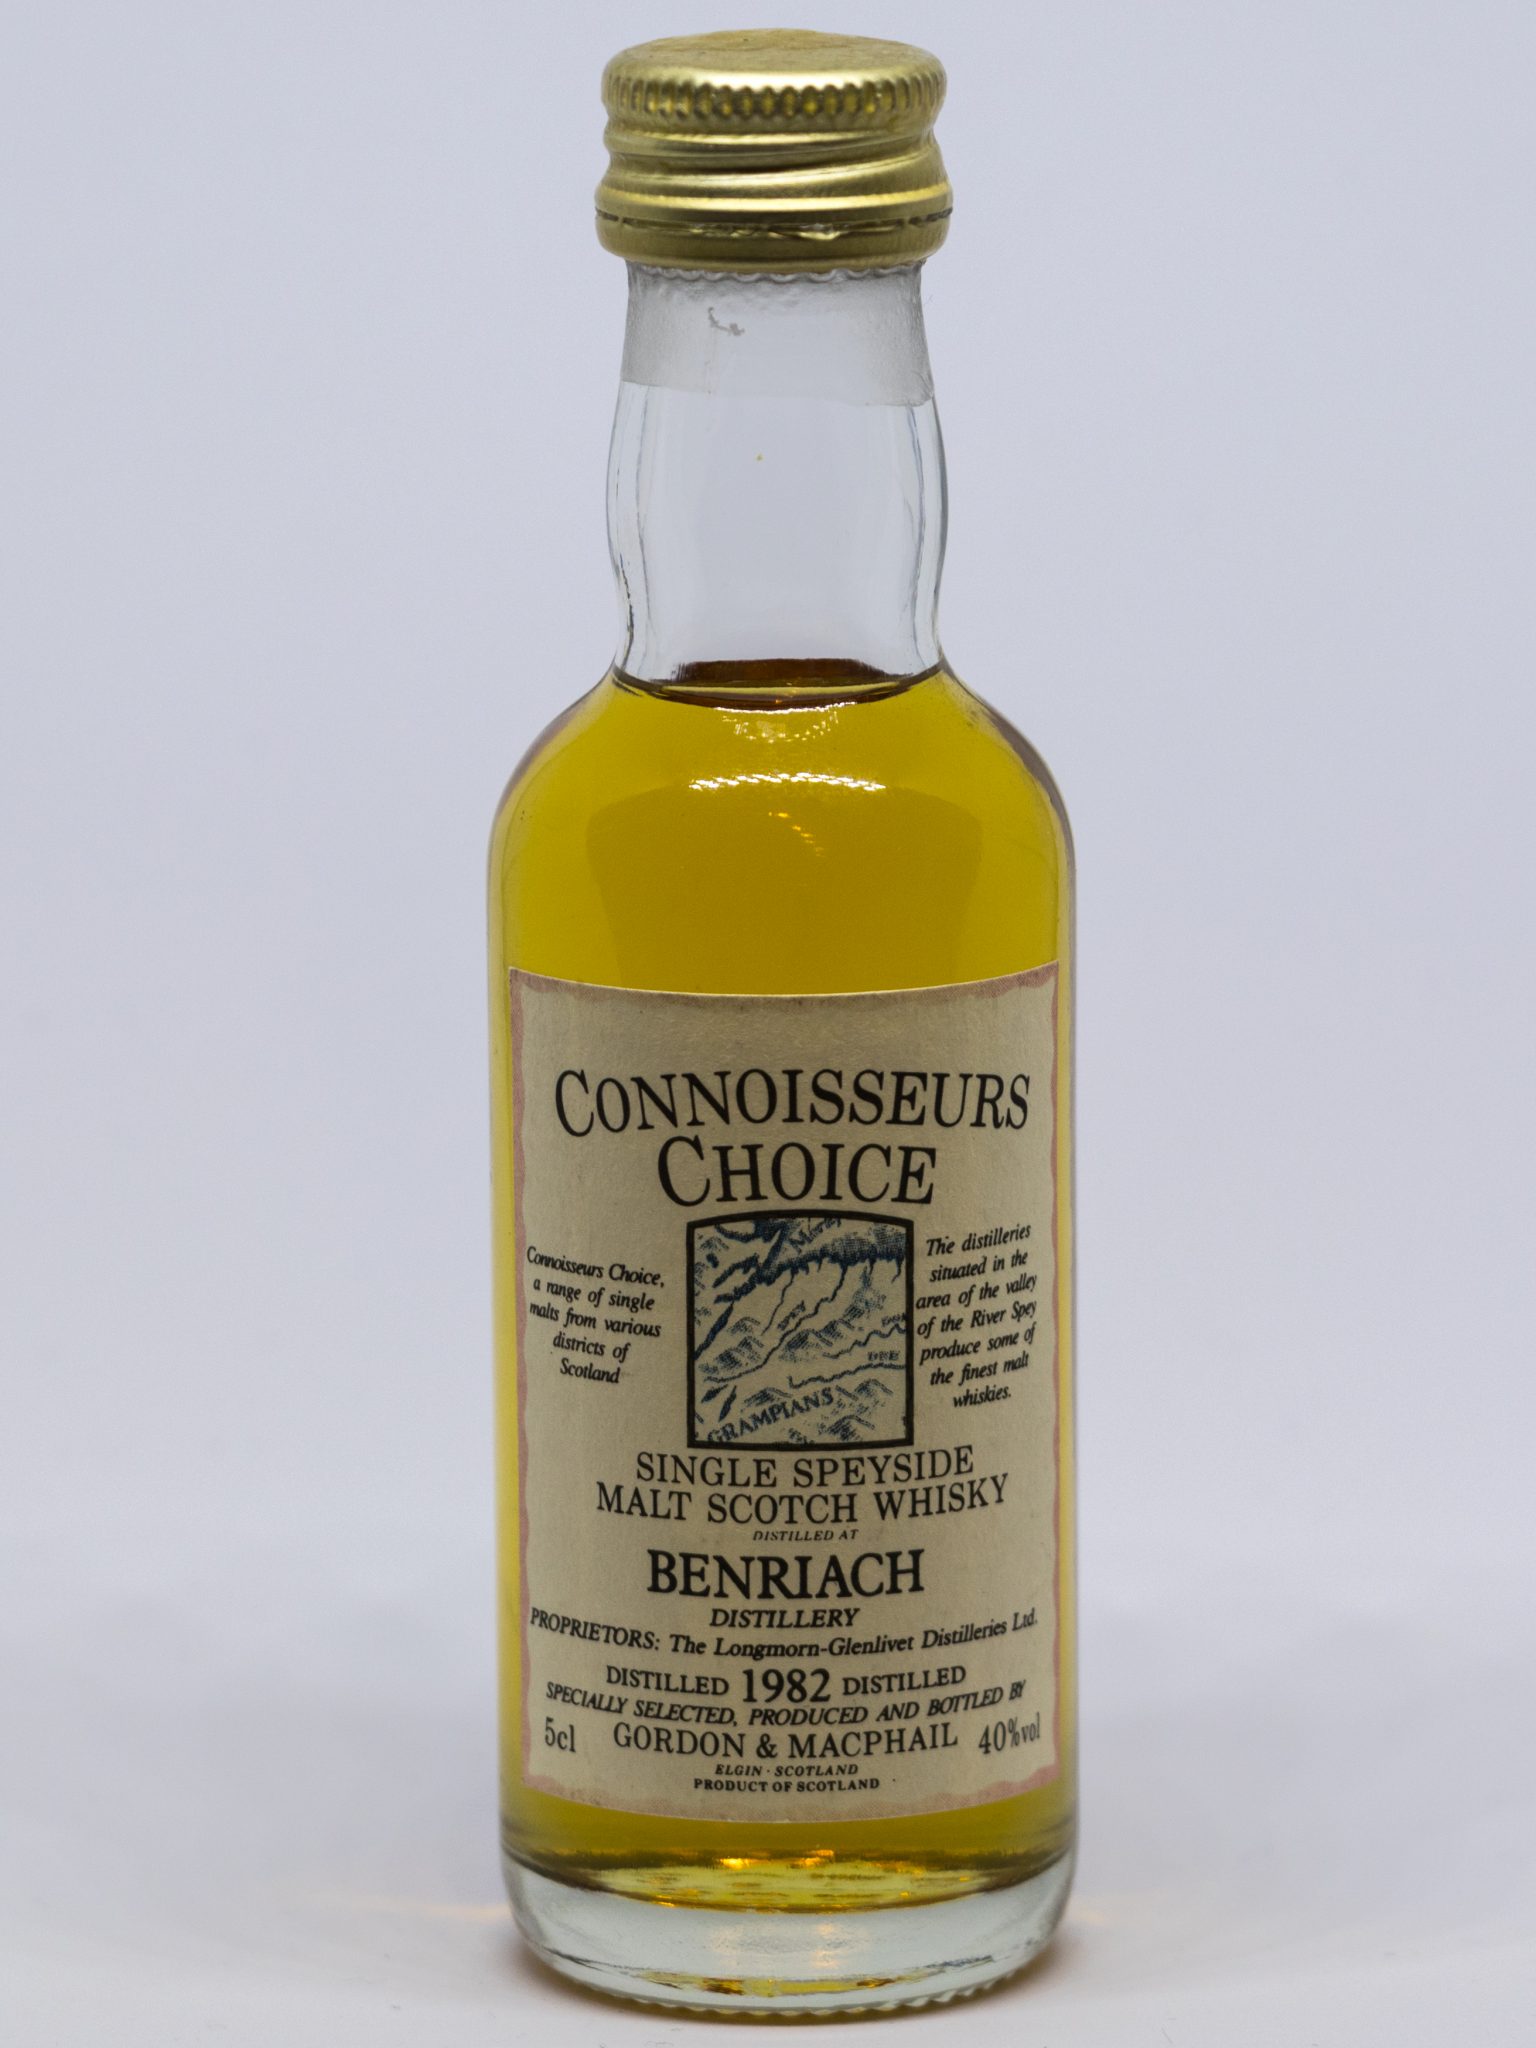 CONNOISSEURS
CHOICE
Connoisseurs Choice,
a range of single
malts from various
districts of
Scotland
The distilleries
situated in the
area of the valley
of the River Spey
produce some of
the finest malt
whiskies.
DEE
GRAMPIANS
SINGLE SPEYSIDE
MALT SCOTCH WHISKY
DISTILLED AT
BENRIACH
DISTILLERY
PROPRIETORS: The Longmorn-Glenlivet Distilleries Ltd.
DISTILLED 1982 DISTILLED
SPECIALLY SELECTED, PRODUCED AND BOTTLED BY
5cl GORDON & MACPHAIL 40%vol
ELGIN · SCOTLAND
PRODUCT OF SCOTLAND